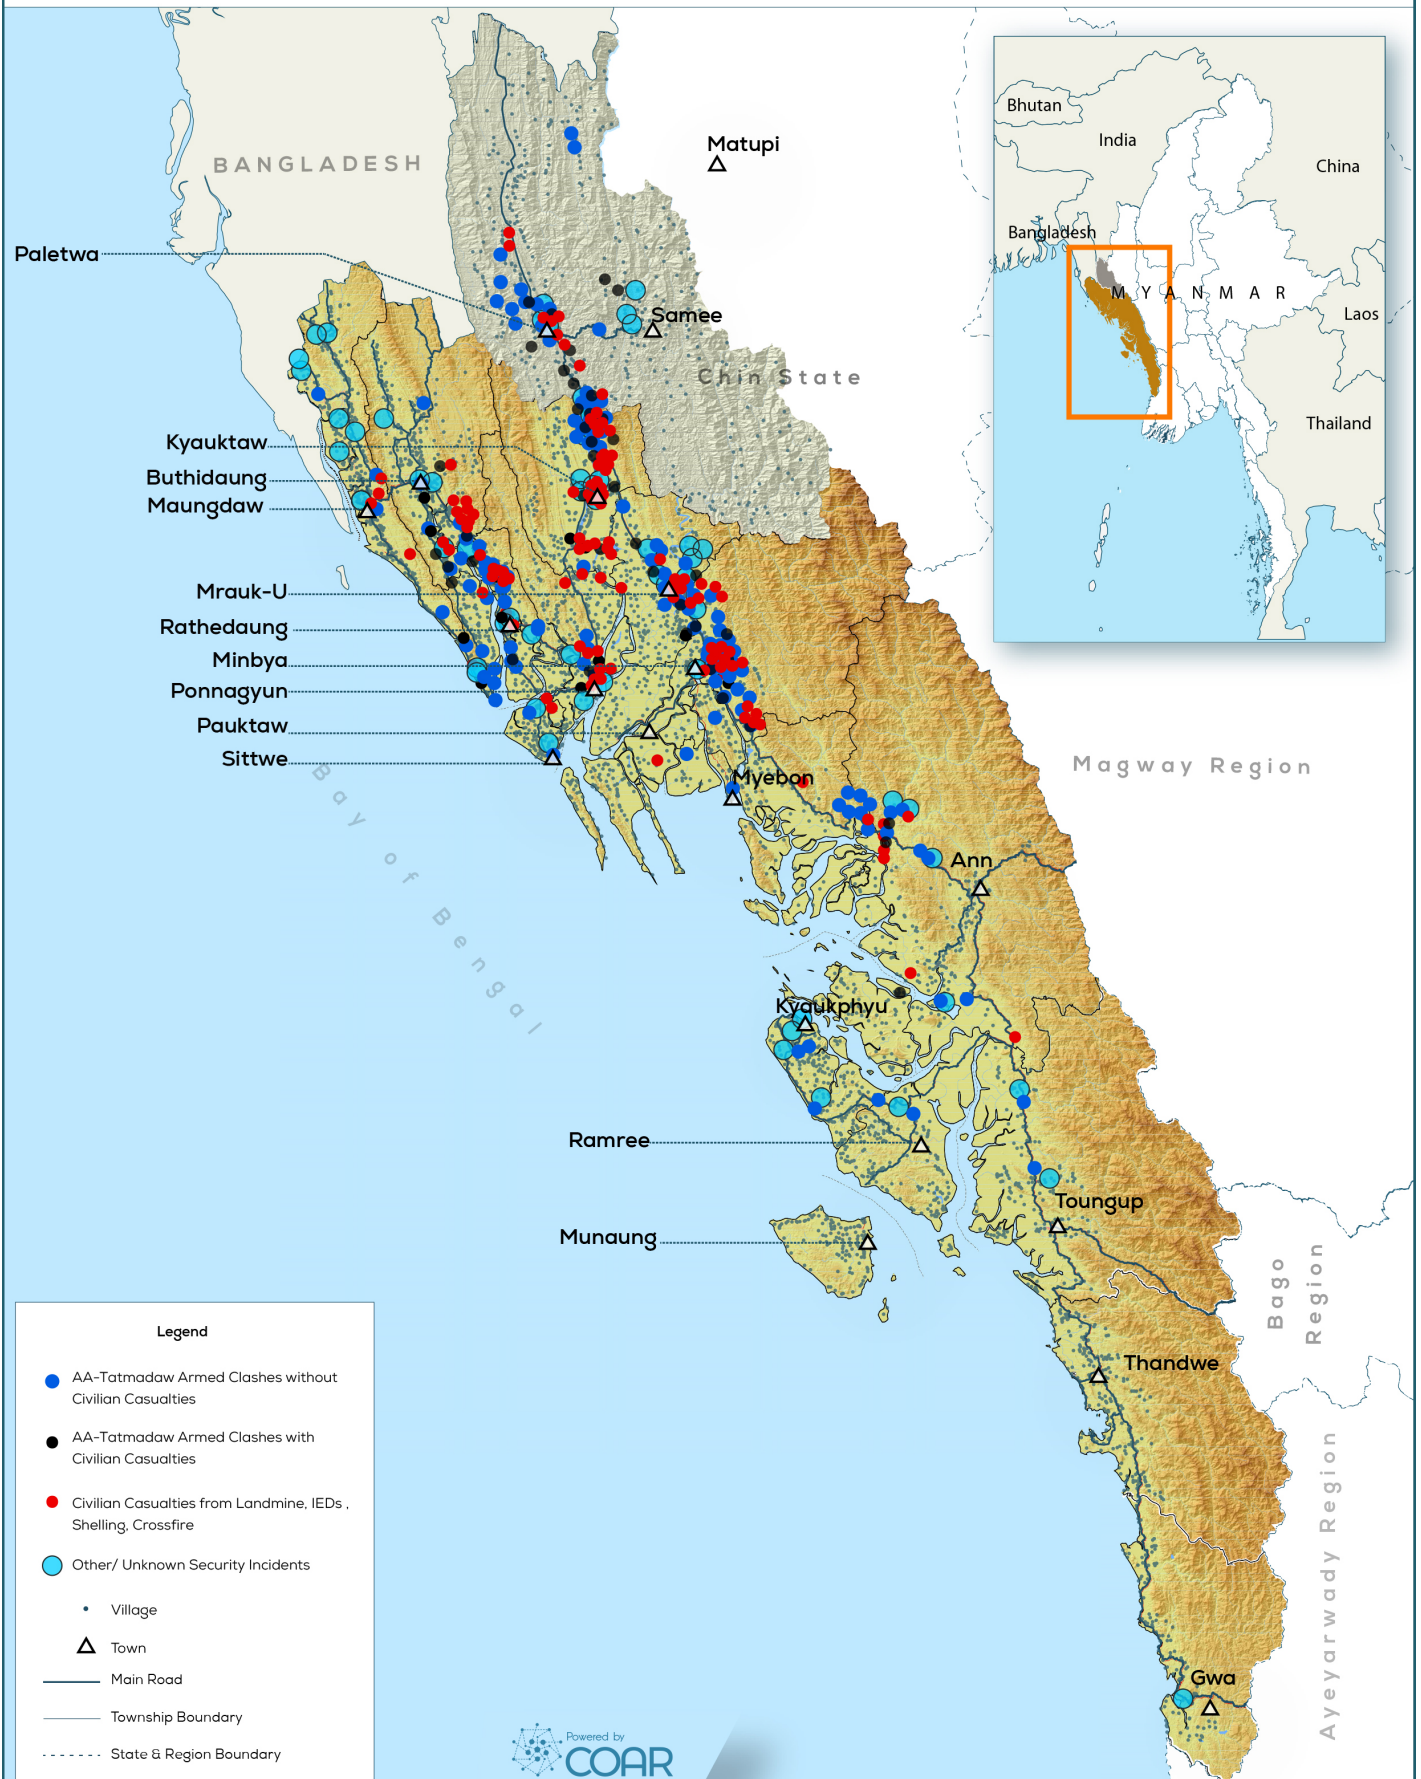 BANGLADESH
Matupi
Paletwa
Samee
Chin State
Kyauktaw
Buthidaung
Maungdaw
Mrauk-U
Rathedaung
Minbya
Ponnagyun
Pauktaw
Sittwe
Myebon
Magway Region
Bay of Bengal
Ann
Kyaukphyu
Ramree
Toungup
Munaung
Bago
Region
Thandwe
Ayeyarwady Region
Gwa
Bhutan
India
China
Bangladesh
MYANMAR
Laos
Thailand
Legend
AA-Tatmadaw Armed Clashes without
Civilian Casualties
AA-Tatmadaw Armed Clashes with
Civilian Casualties
Civilian Casualties from Landmine, IEDs ,
Shelling, Crossfire
Other/ Unknown Security Incidents
Village
Town
Main Road
Township Boundary
State & Region Boundary
Powered by
COAR